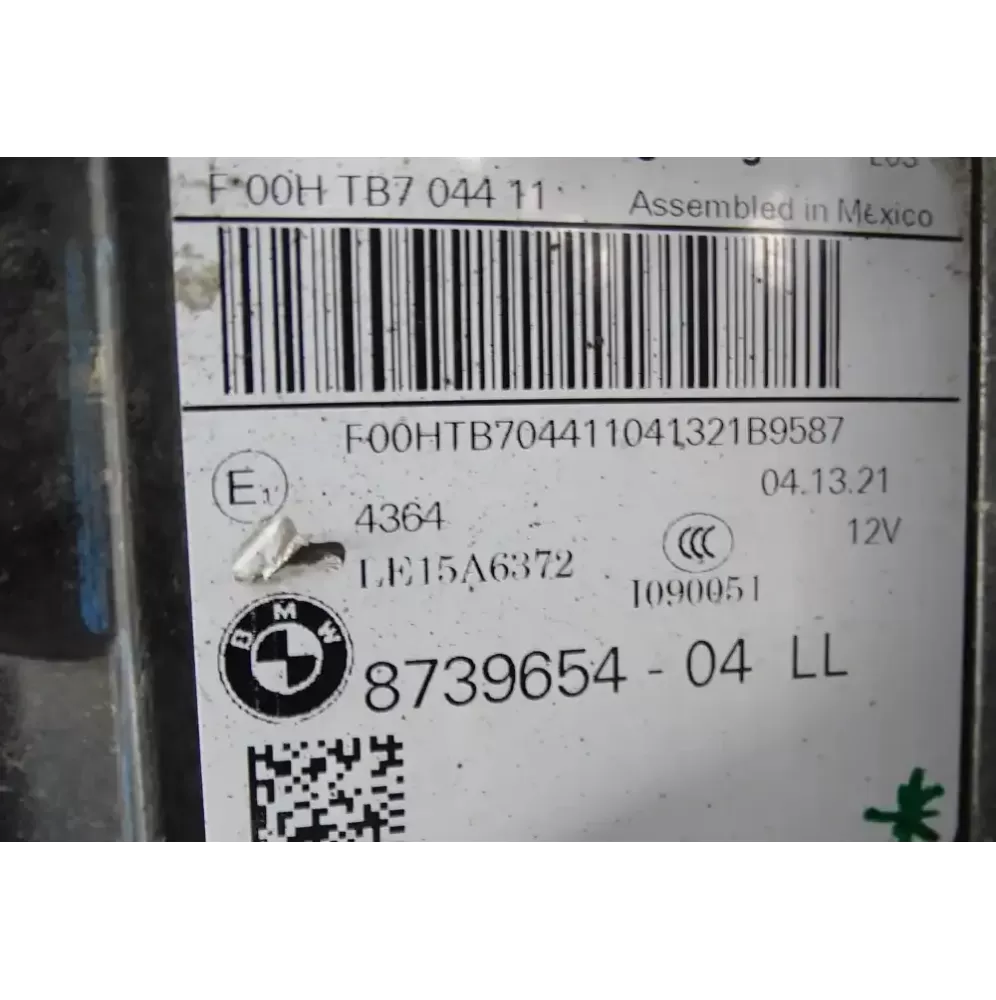 F 00H TB7 044 11
Assembled in Mexico
F00HTB704411041321B9587
E1
04.13.21
4364
12V
LE15A6372
CCC
I090051
BMW
8739654 - 04 LL